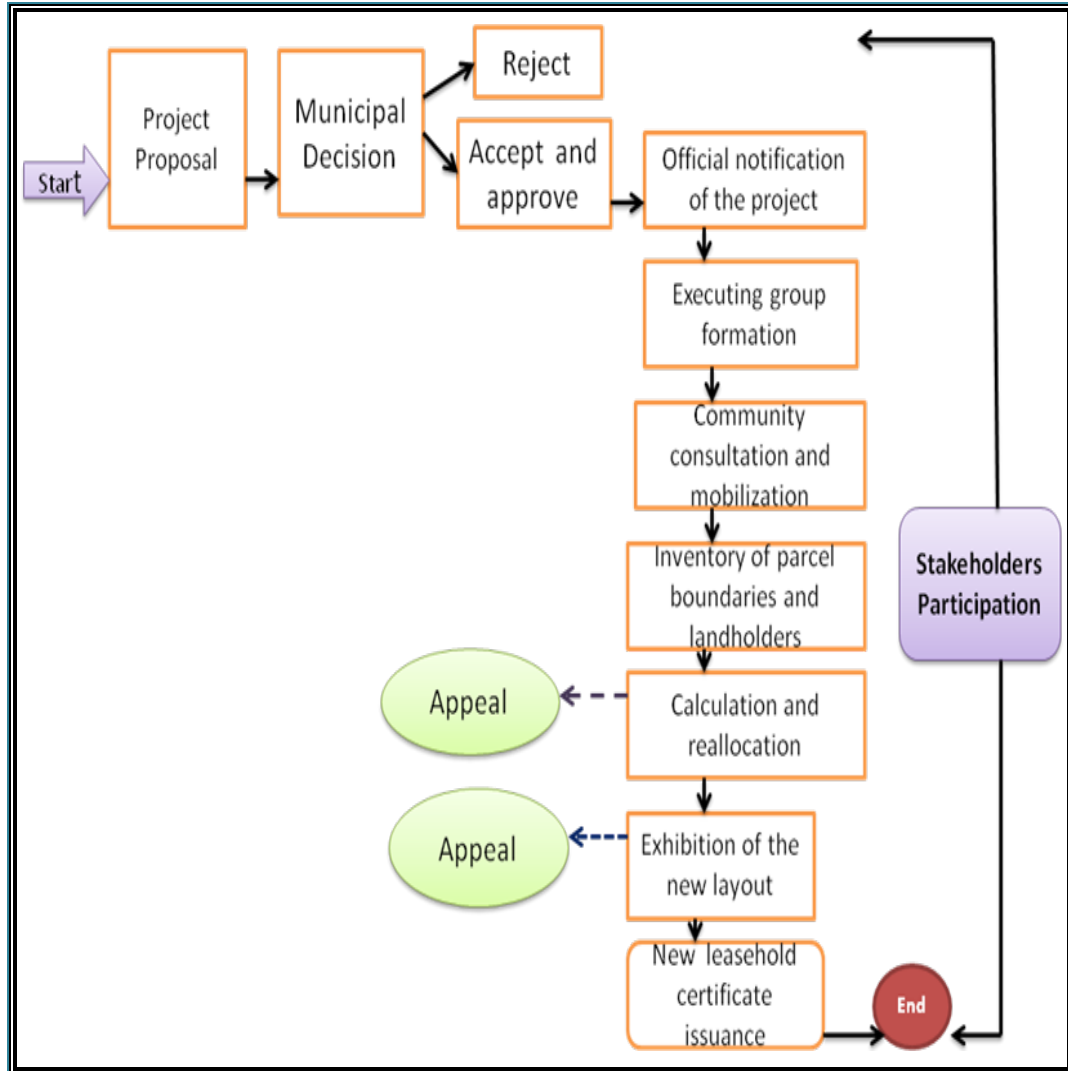 Start
Project
Proposal
Municipal
Decision
Reject
Accept and
approve
Official notification
of the project
Executing group
formation
Community
consultation and
mobilization
Inventory of parcel
boundaries and
landholders
Stakeholders
Participation
Appeal
Calculation and
reallocation
Appeal
Exhibition of the
new layout
New leasehold
certificate
issuance
End